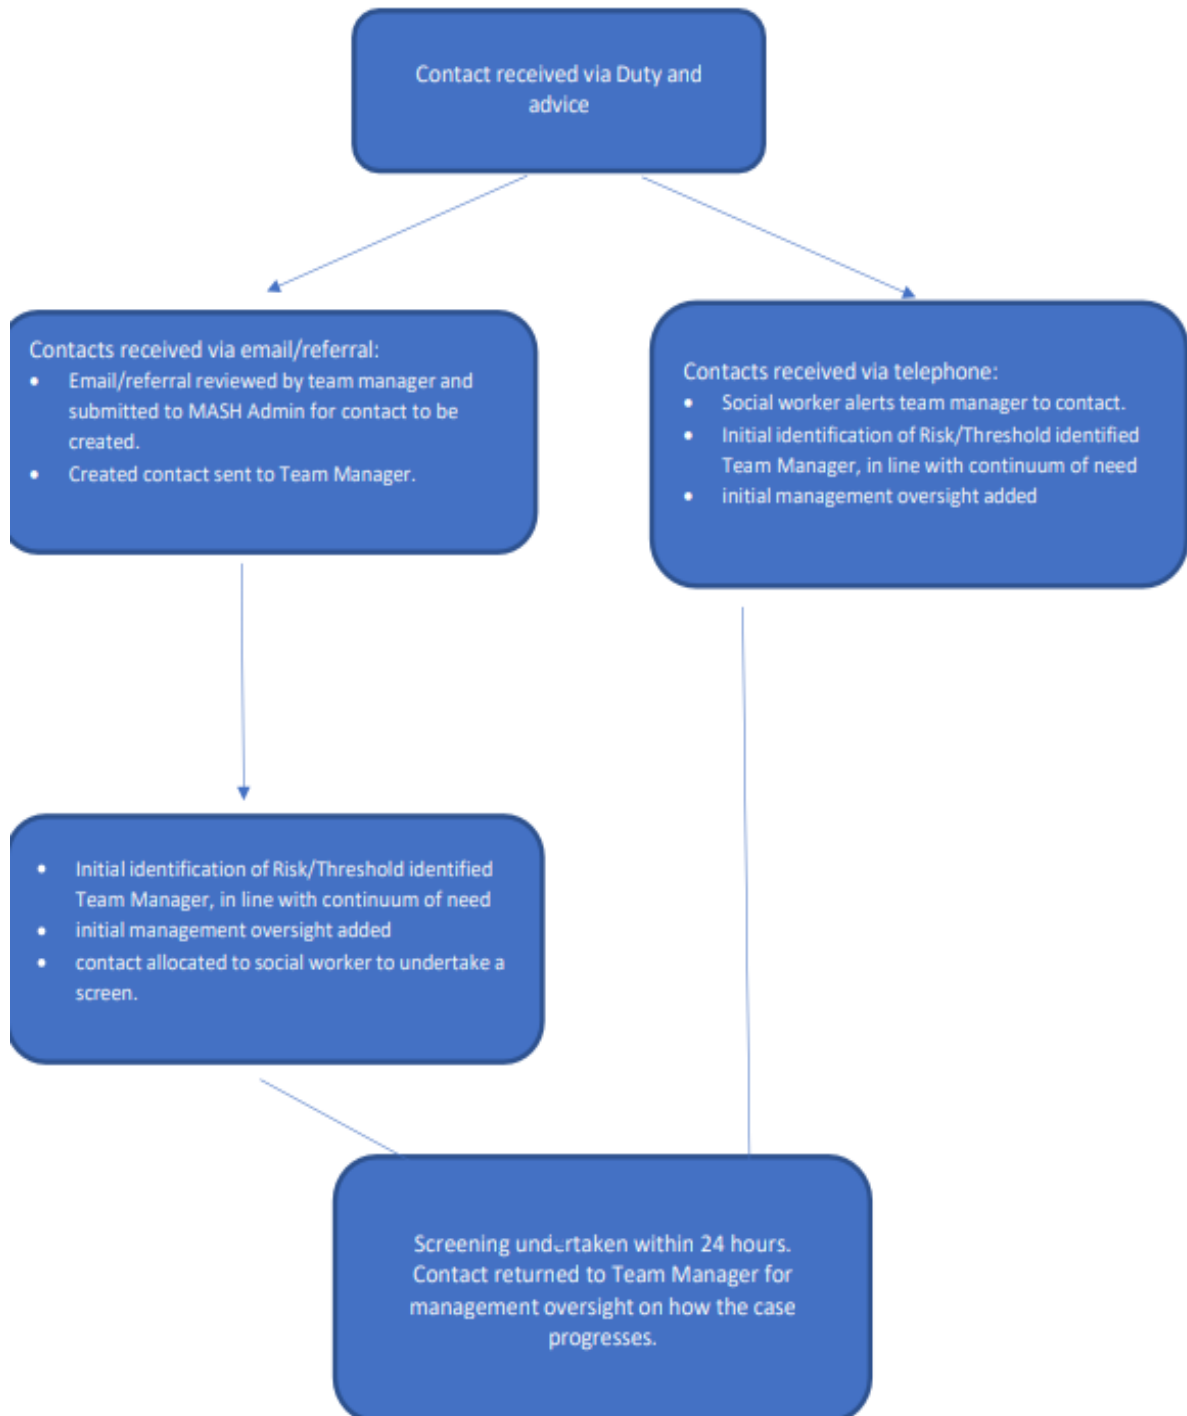 Contact received via Duty and
advice
Contacts received via email/referral:
• Email/referral reviewed by team manager and
submitted to MASH Admin for contact to be
created.
• Created contact sent to Team Manager.
Contacts received via telephone:
• Social worker alerts team manager to contact.
• Initial identification of Risk/Threshold identified
Team Manager, in line with continuum of need
• initial management oversight added
• Initial identification of Risk/Threshold identified
Team Manager, in line with continuum of need
• initial management oversight added
• contact allocated to social worker to undertake a
screen.
Screening undertaken within 24 hours.
Contact returned to Team Manager for
management oversight on how the case
progresses.